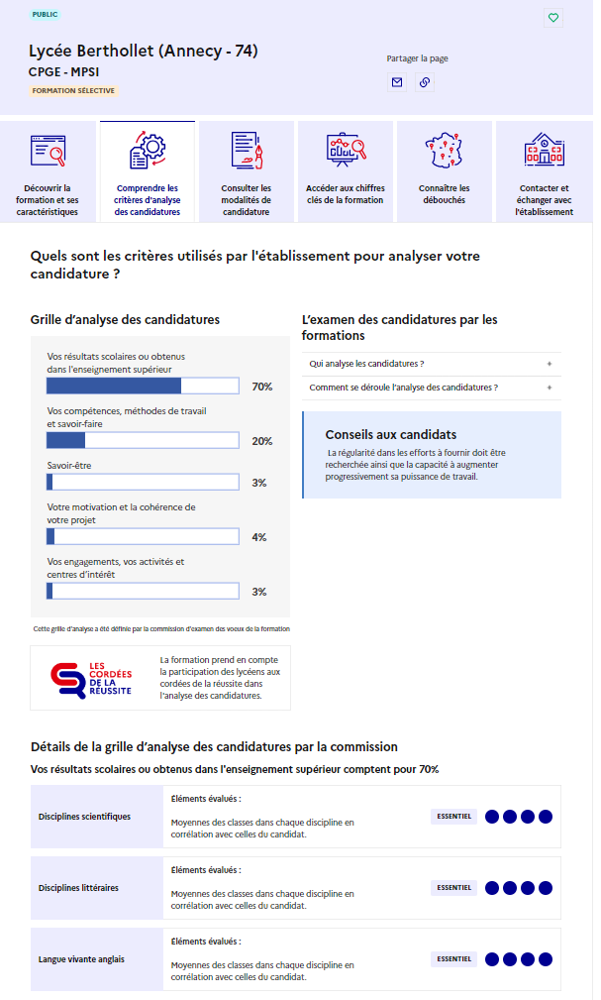 PUBLIC
Lycée Berthollet (Annecy - 74)
CPGE - MPSI
FORMATION SÉLECTIVE
Partager la page
Découvrir la
formation et ses
caractéristiques
Comprendre les
critères d'analyse
des candidatures
Consulter les
modalités de
candidature
Accéder aux chiffres
clés de la formation
Connaître les
débouchés
Contacter et
échanger avec
l'établissement
Quels sont les critères utilisés par l'établissement pour analyser votre
candidature ?
Grille d’analyse des candidatures
Vos résultats scolaires ou obtenus
dans l'enseignement supérieur
70%
Vos compétences, méthodes de travail
et savoir-faire
20%
Savoir-être
3%
Votre motivation et la cohérence de
votre projet
4%
Vos engagements, vos activités et
centres d’intérêt
3%
Cette grille d'analyse a été définie par la commission d'examen des voeux de la formation
LES
CORDÉES
DE LA
RÉUSSITE
La formation prend en compte
la participation des lycéens aux
cordées de la réussite dans
l'analyse des candidatures.
L’examen des candidatures par les
formations
Qui analyse les candidatures ? +
Comment se déroule l’analyse des candidatures ? +
Conseils aux candidats
La régularité dans les efforts à fournir doit être
recherchée ainsi que la capacité à augmenter
progressivement sa puissance de travail.
Détails de la grille d’analyse des candidatures par la commission
Vos résultats scolaires ou obtenus dans l'enseignement supérieur comptent pour 70%
Disciplines scientifiques
Éléments évalués :
Moyennes des classes dans chaque discipline en
corrélation avec celles du candidat.
ESSENTIEL
Disciplines littéraires
Éléments évalués :
Moyennes des classes dans chaque discipline en
corrélation avec celles du candidat.
ESSENTIEL
Langue vivante anglais
Éléments évalués :
Moyennes des classes dans chaque discipline en
corrélation avec celles du candidat.
ESSENTIEL